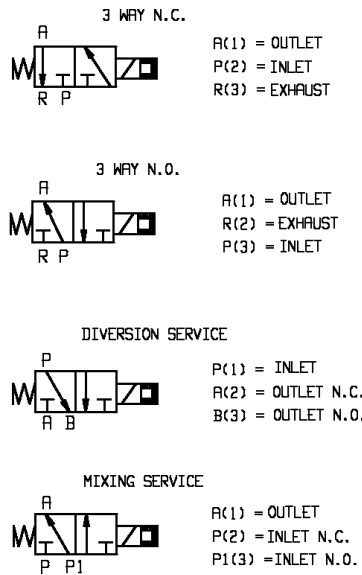 3 WAY N.C.
A
R P
A(1) = OUTLET
P(2) = INLET
R(3) = EXHAUST
3 WAY N.O.
A
R P
A(1) = OUTLET
R(2) = EXHAUST
P(3) = INLET
DIVERSION SERVICE
P
A B
P(1) = INLET
A(2) = OUTLET N.C.
B(3) = OUTLET N.O.
MIXING SERVICE
A
P P1
A(1) = OUTLET
P(2) = INLET N.C.
P1(3) = INLET N.O.